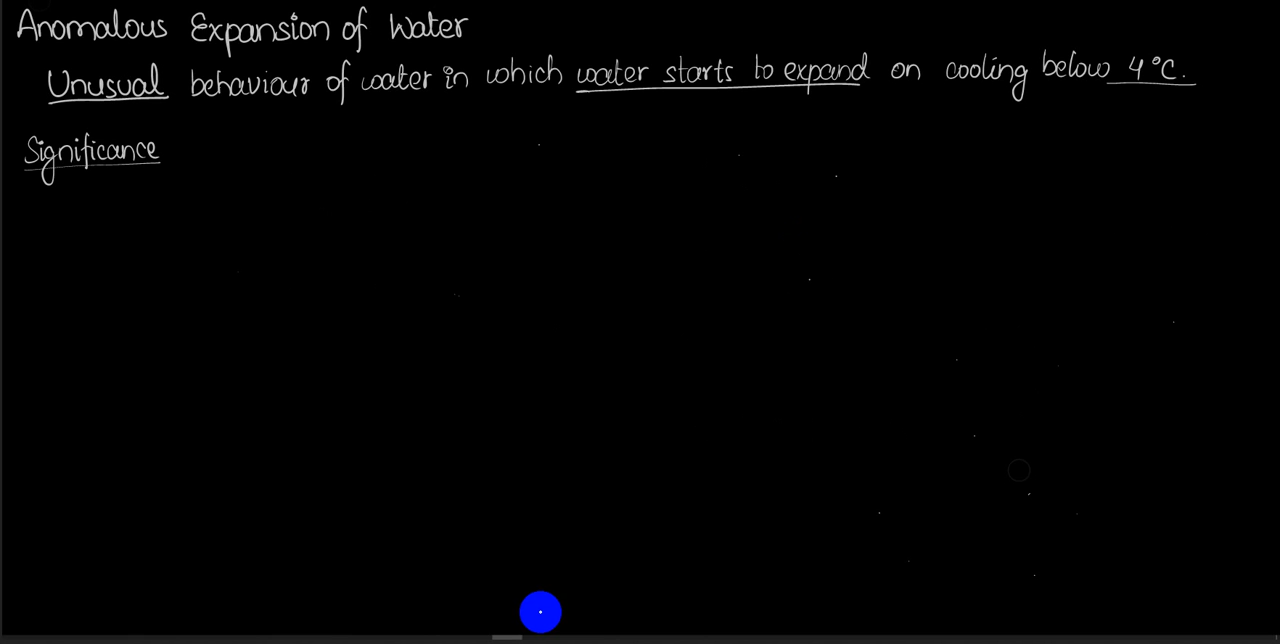 Anomalous Expansion of Water
Unusual behaviour of water in which water starts to expand on cooling below 4°C.
Significance